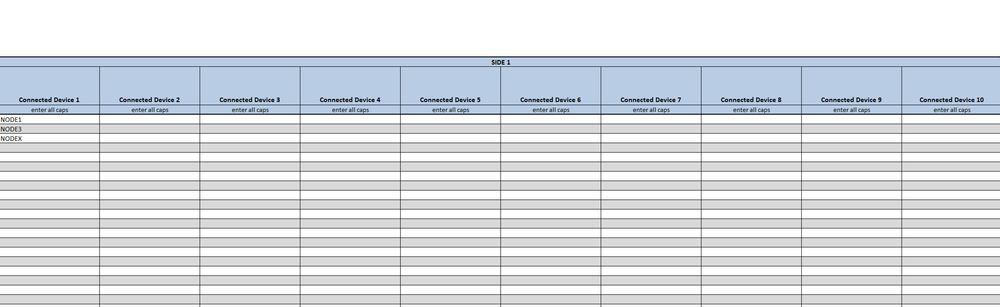 SIDE 1
Connected Device 1 Connected Device 2 Connected Device 3 Connected Device 4 Connected Device 5 Connected Device 6 Connected Device 7 Connected Device 8 Connected Device 9 Connected Device 10
enter all caps enter all caps enter all caps enter all caps enter all caps enter all caps enter all caps enter all caps enter all caps enter all caps
NODE1
NODE3
NODEX